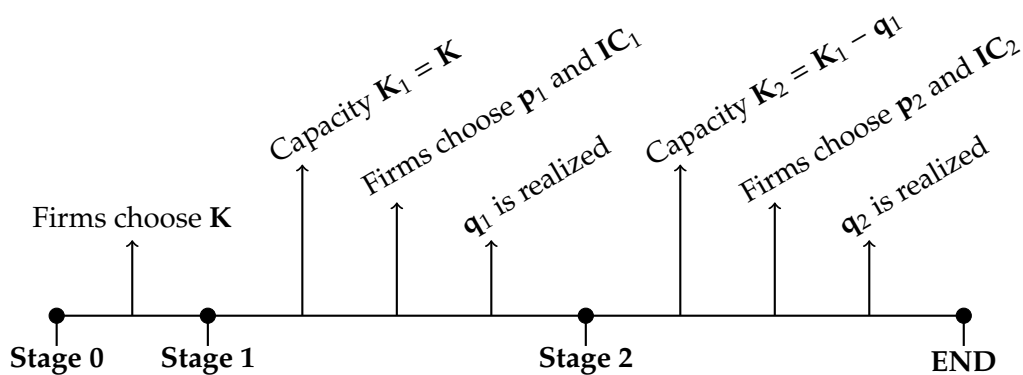 Firms choose K
Capacity K₁ = K
Firms choose p₁ and IC₁
q₁ is realized
Capacity K₂ = K₁ − q₁
Firms choose p₂ and IC₂
q₂ is realized
Stage 0
Stage 1
Stage 2
END